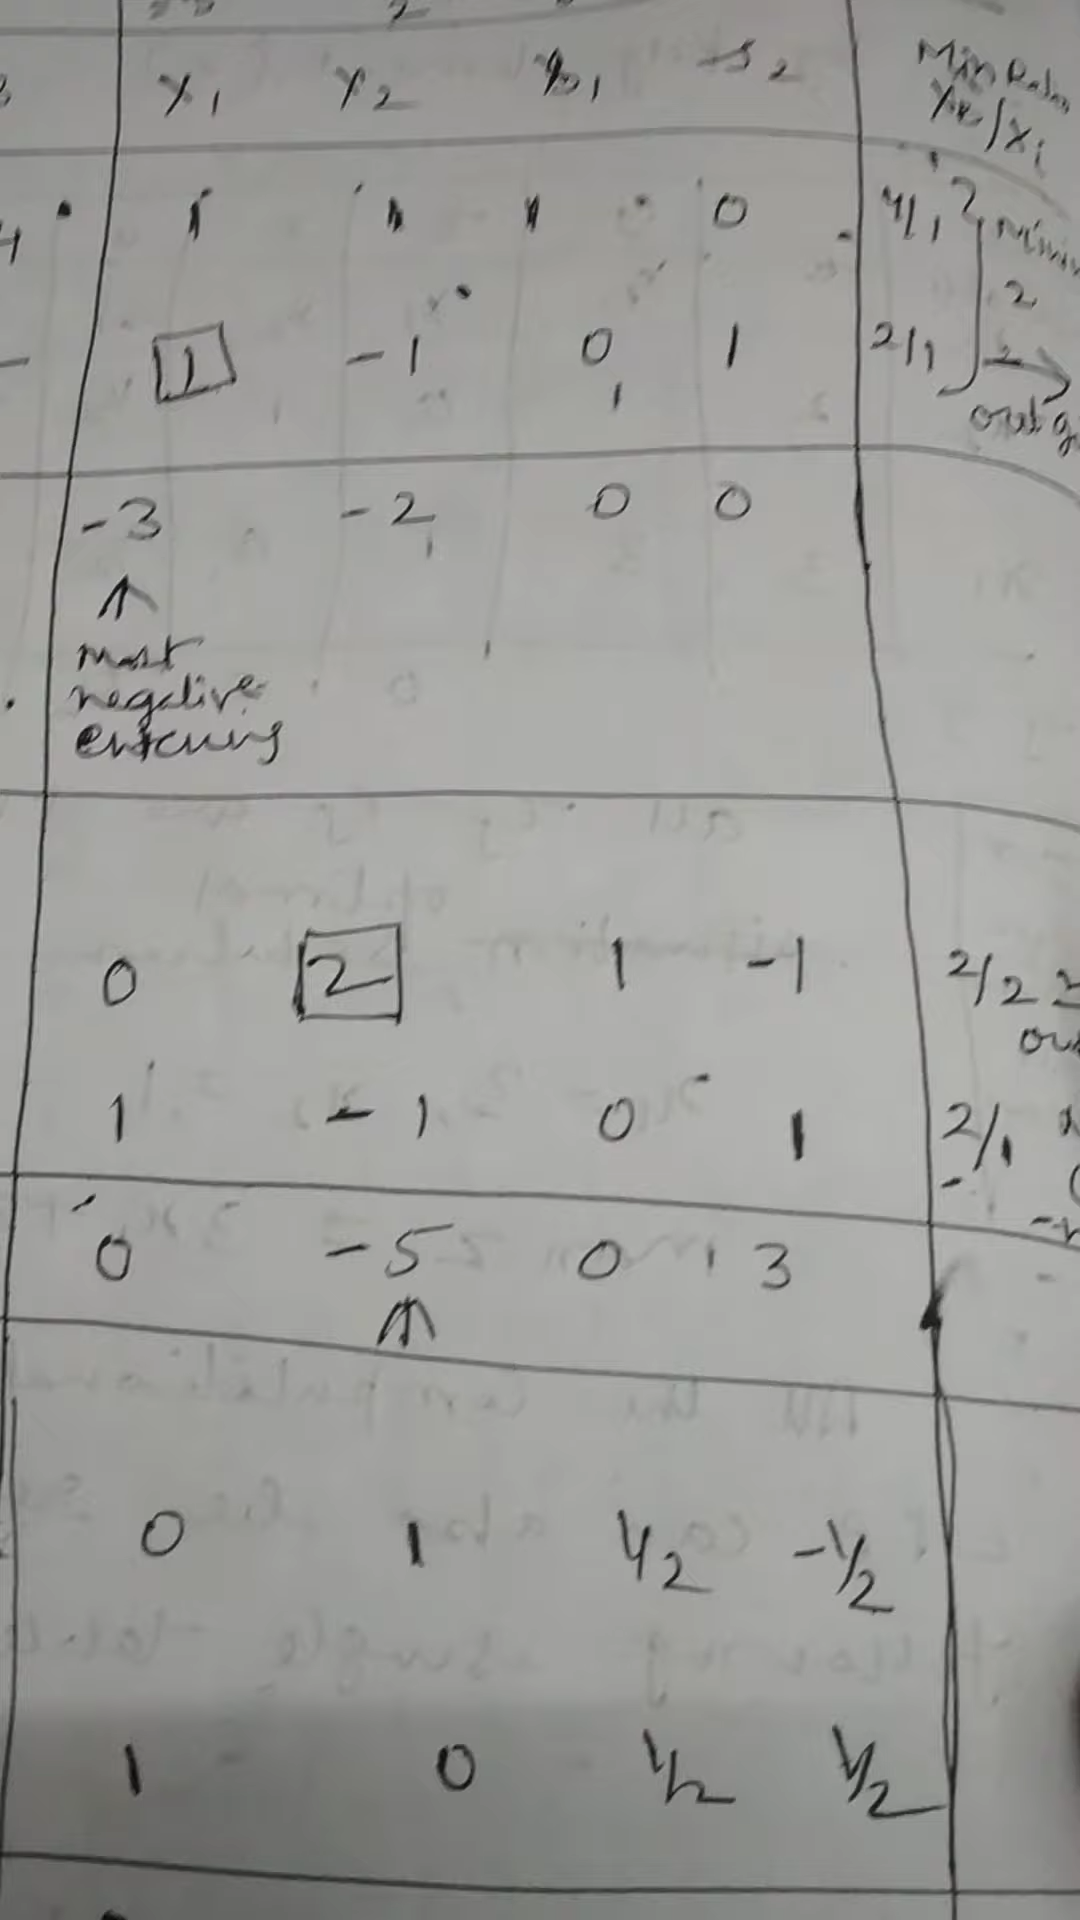 x1 x2 s1 s2 Min Ratio
xB/xi
4 1 1 1 0 4/1
2
1 -1 0 1 2/1
out
-3 -2 0 0
↑
most
negative
entering
0 2 1 -1 2/2
1 -1 0 1 2/1
0 -5 0 3
↑
0 1 1/2 -1/2
1 0 1/2 1/2